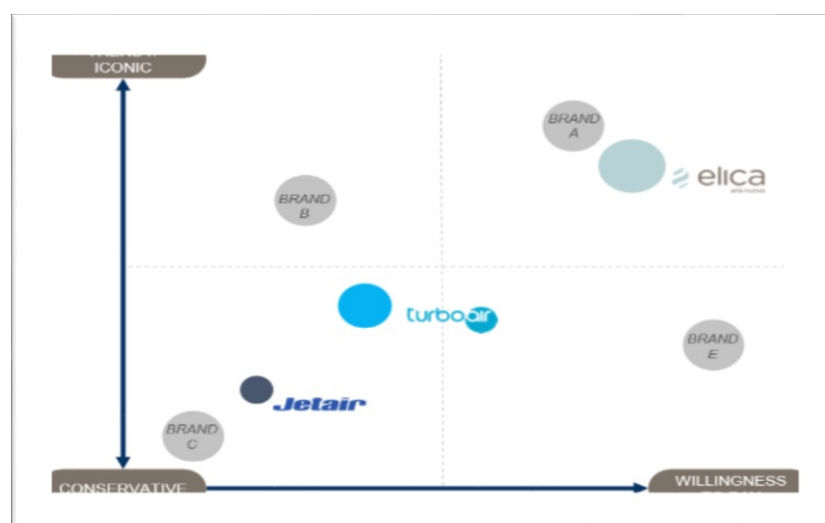 ICONIC
BRAND
A
elica
BRAND
B
turboair
BRAND
E
Jetair
BRAND
C
CONSERVATIVE
WILLINGNESS